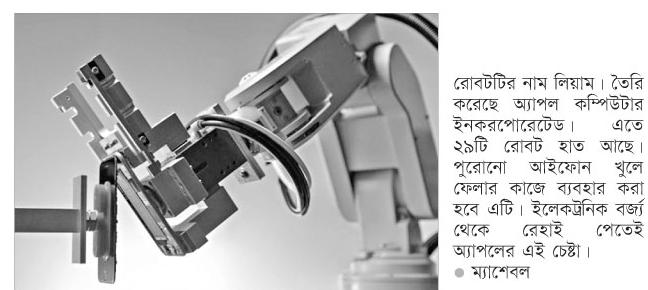 রোবটটির নাম লিয়াম। তৈরি
করেছে অ্যাপল কম্পিউটার
ইনকরপোরেটেড। এতে
২৯টি রোবট হাত আছে।
পুরোনো আইফোন খুলে
ফেলার কাজে ব্যবহার করা
হবে এটি। ইলেকট্রনিক বর্জ্য
থেকে রেহাই পেতেই
অ্যাপলের এই চেষ্টা।
● ম্যাশেবল